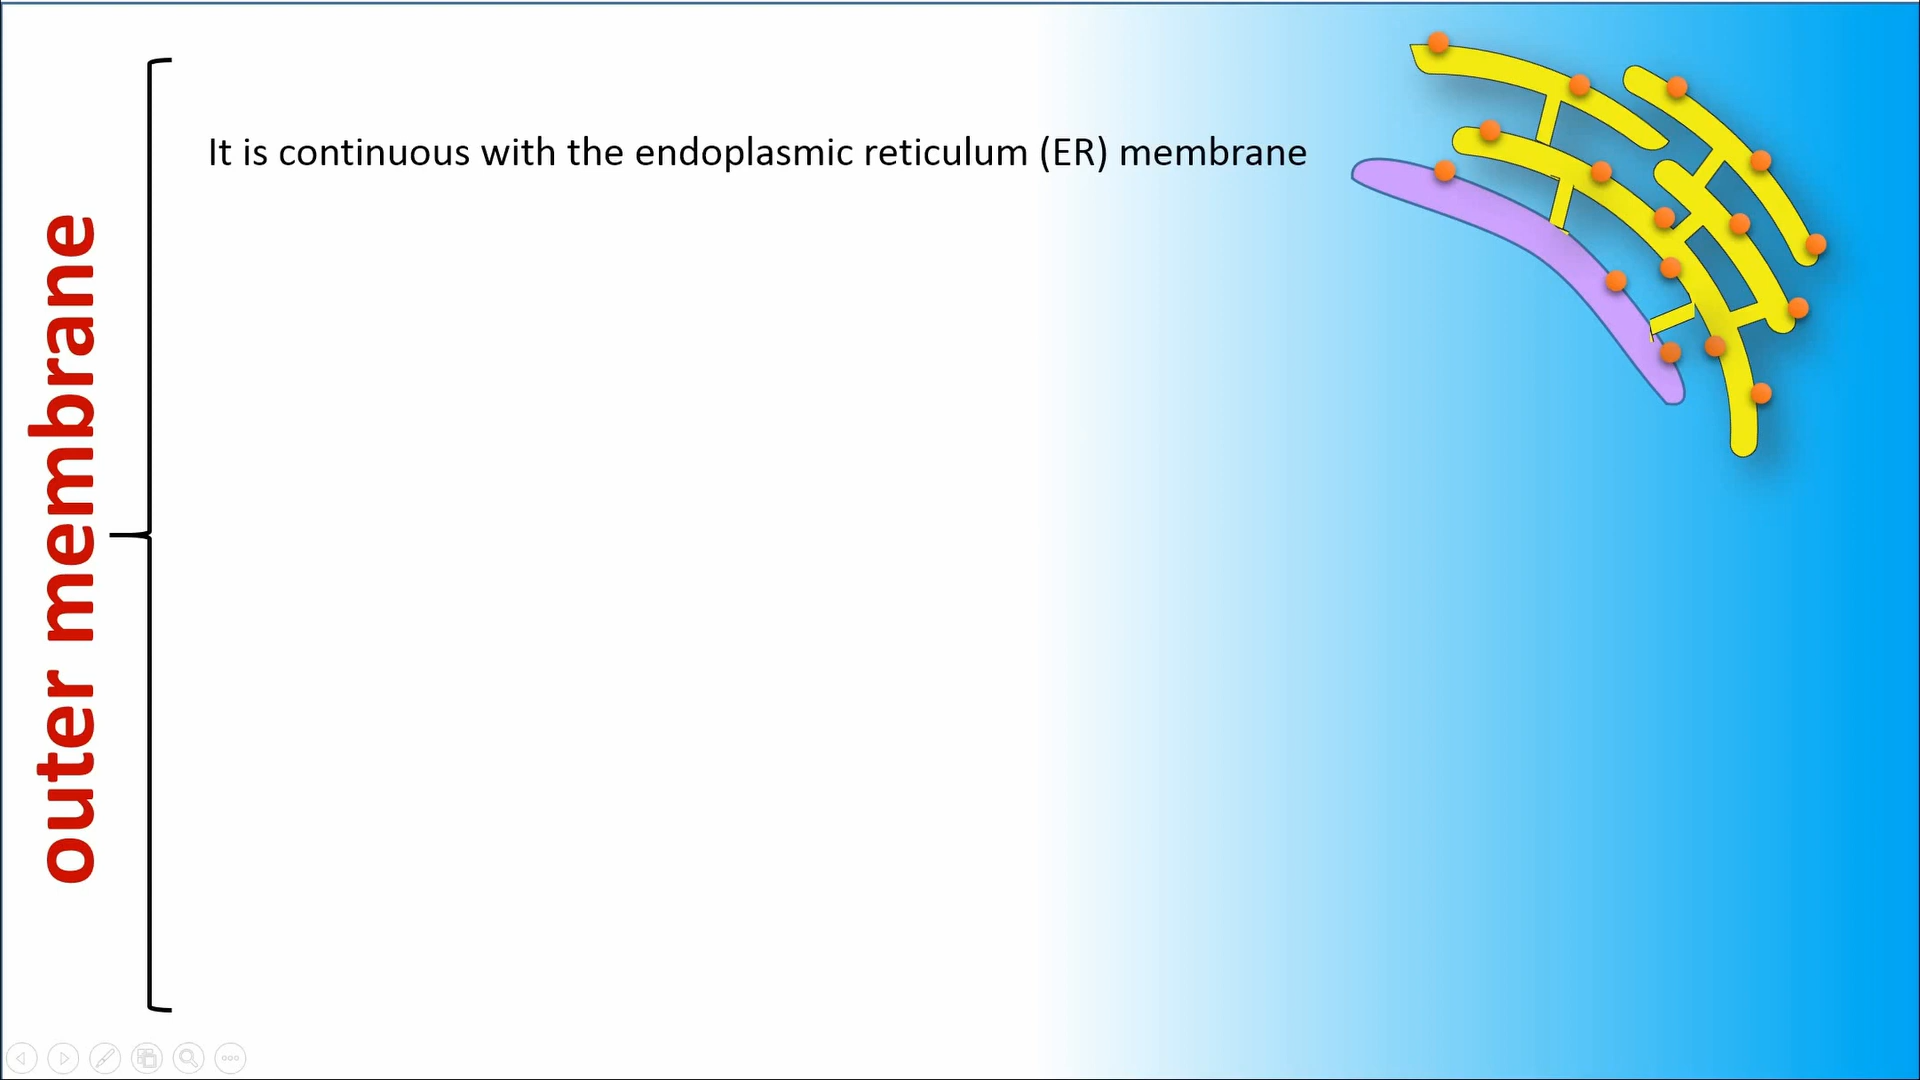 outer membrane
It is continuous with the endoplasmic reticulum (ER) membrane